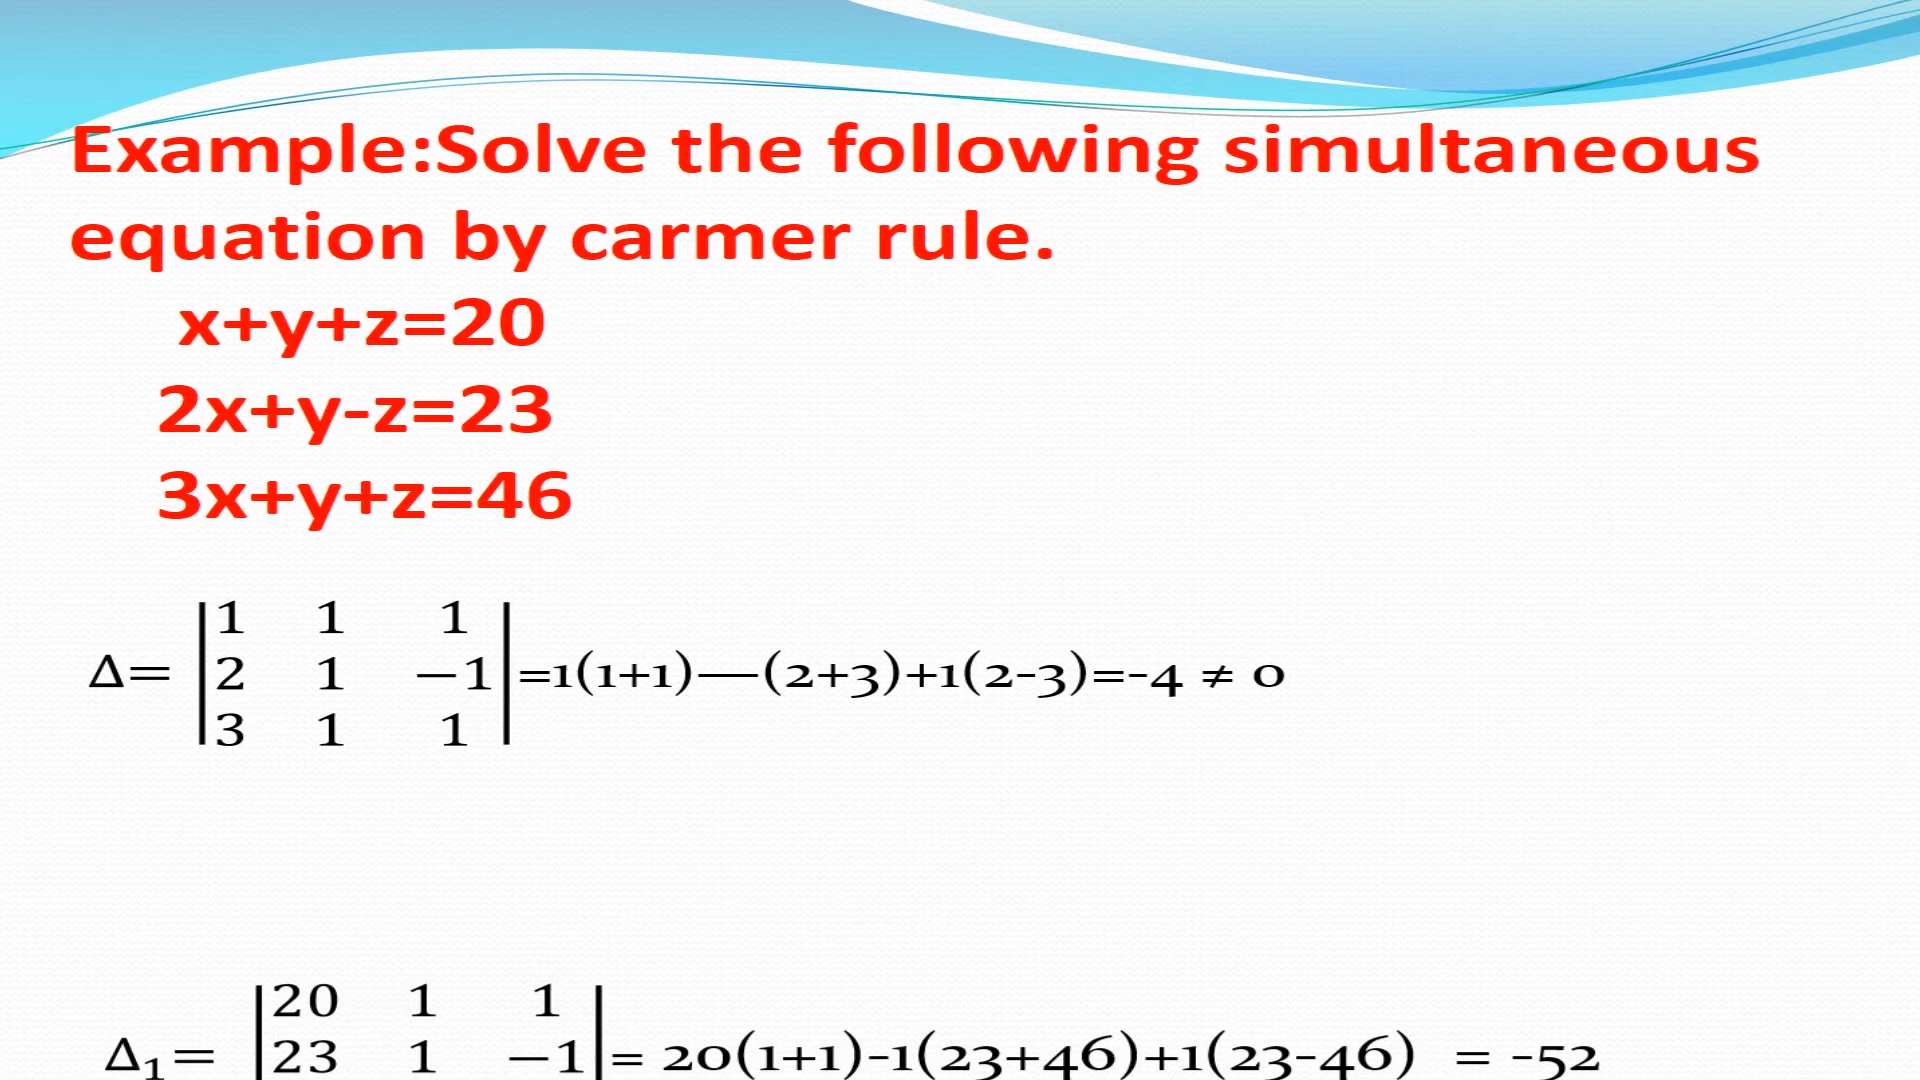 Example:Solve the following simultaneous
equation by carmer rule.
x+y+z=20
2x+y-z=23
3x+y+z=46
1 1 1
Δ= 2 1 −1 =1(1+1)—(2+3)+1(2-3)=-4 ≠ 0
3 1 1
20 1 1
Δ₁= 23 1 −1 = 20(1+1)-1(23+46)+1(23-46) = -52